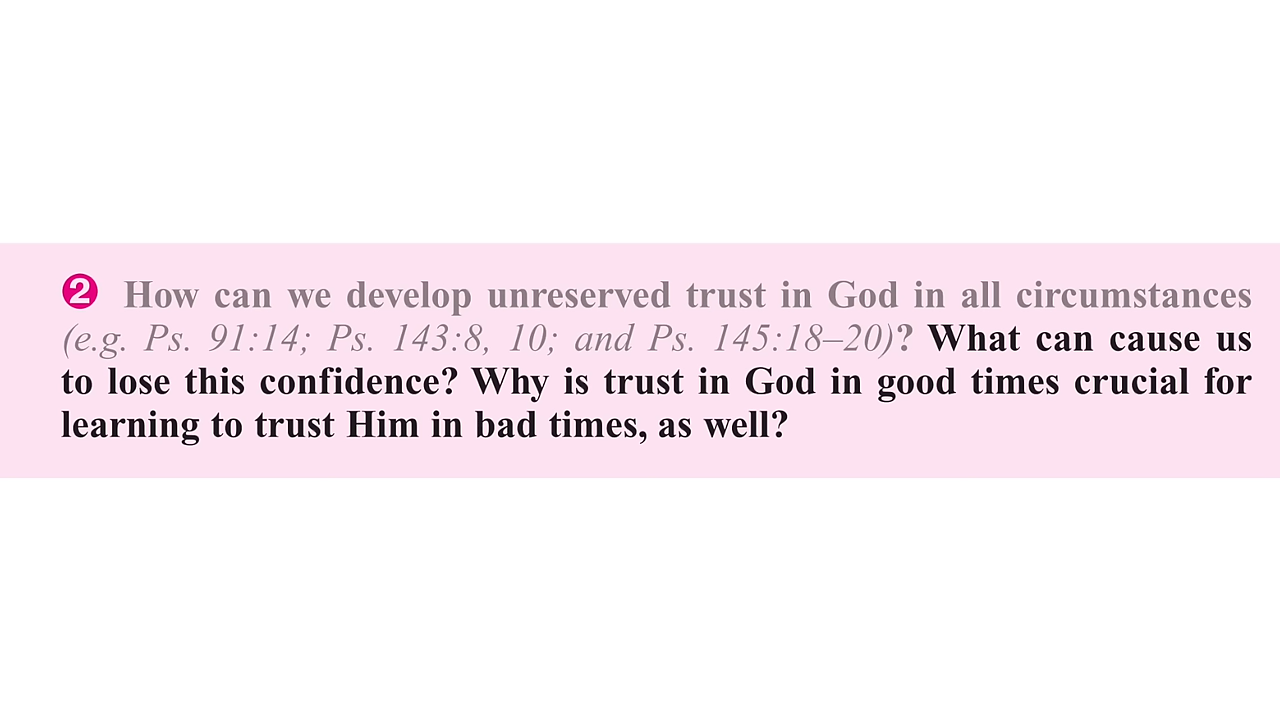 ❷ How can we develop unreserved trust in God in all circumstances
(e.g. Ps. 91:14; Ps. 143:8, 10; and Ps. 145:18–20)? What can cause us
to lose this confidence? Why is trust in God in good times crucial for
learning to trust Him in bad times, as well?